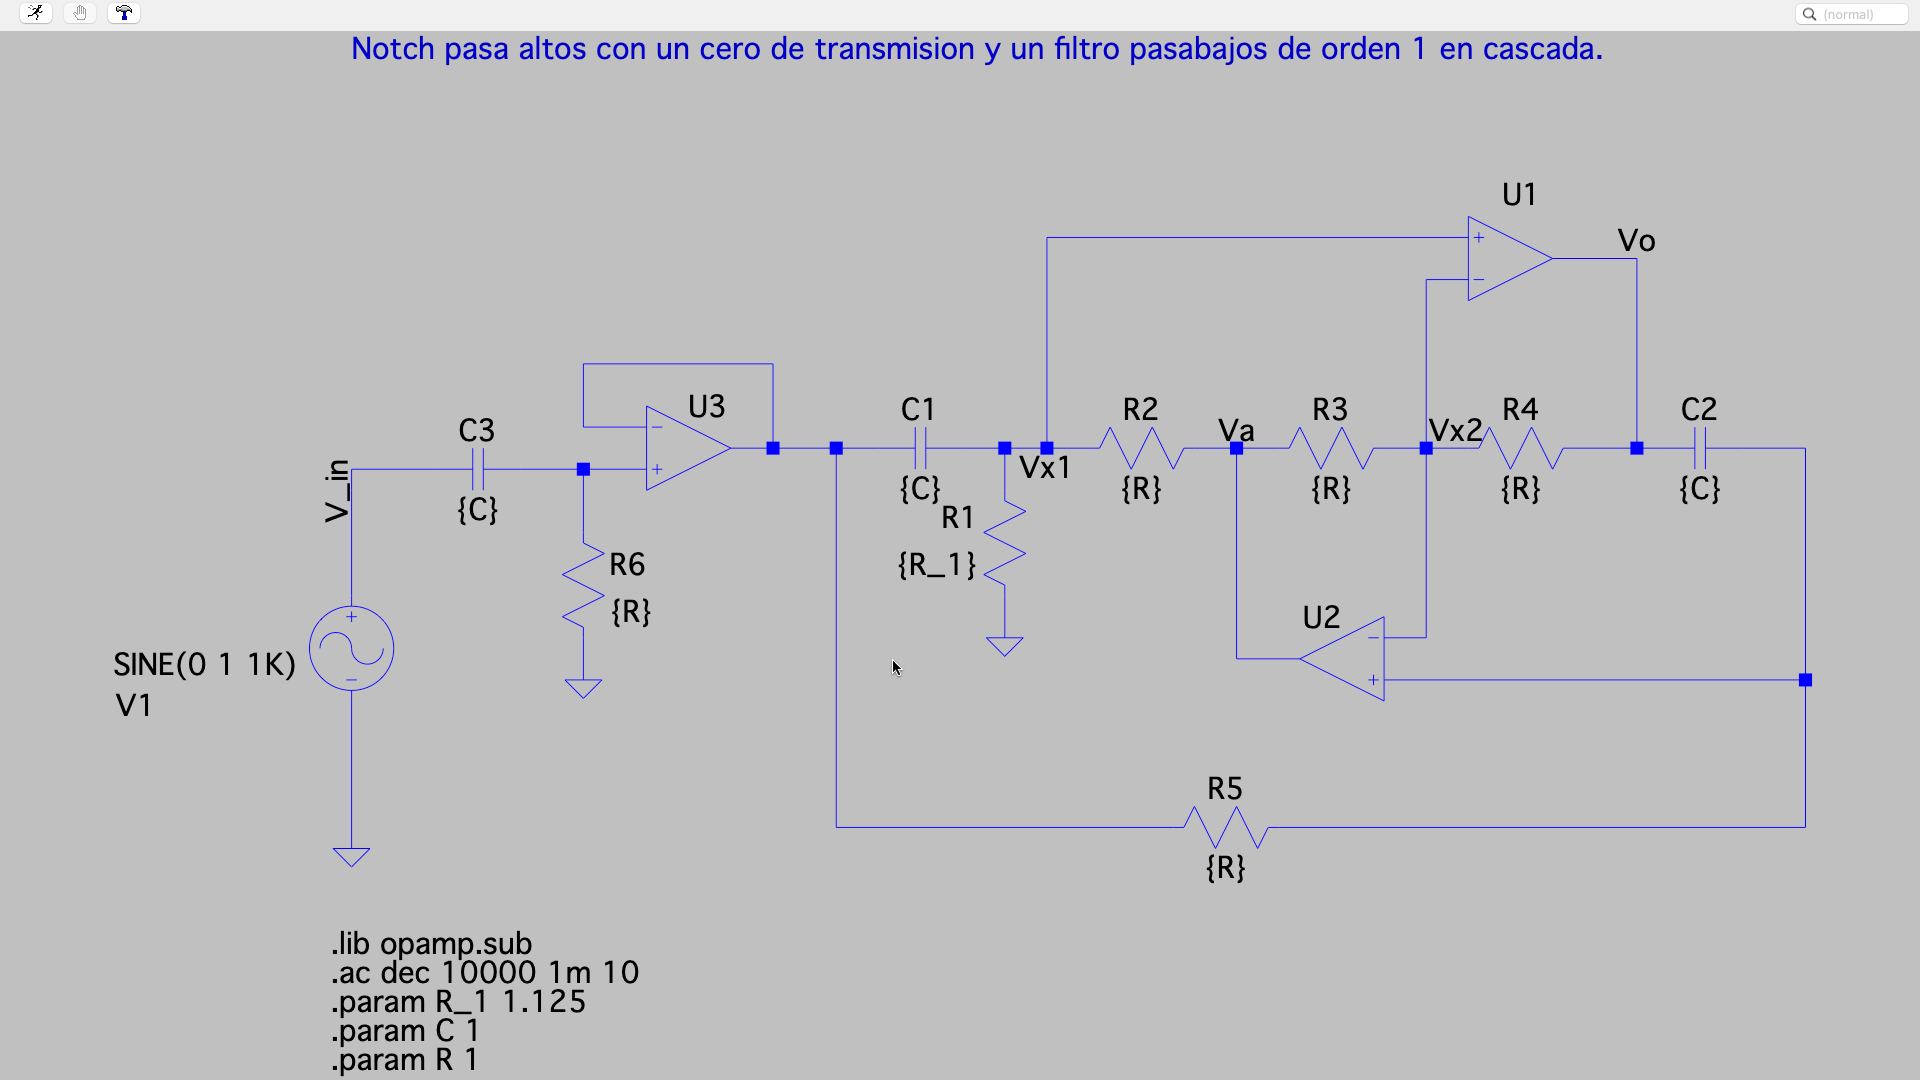 (normal)
Notch pasa altos con un cero de transmision y un filtro pasabajos de orden 1 en cascada.
U1
Vo
U3
C3
{C}
V_in
R6
{R}
C1
{C}
R1
{R_1}
Vx1
R2
{R}
Va
R3
{R}
Vx2
R4
{R}
C2
{C}
U2
SINE(0 1 1K)
V1
R5
{R}
.lib opamp.sub
.ac dec 10000 1m 10
.param R_1 1.125
.param C 1
.param R 1